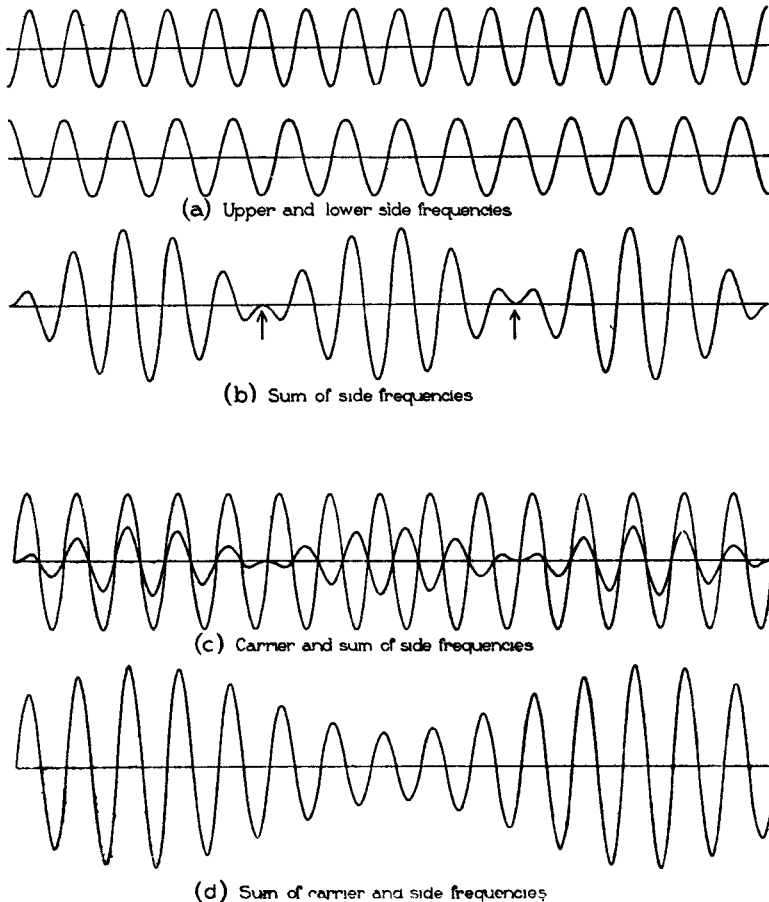 (a) Upper and lower side frequencies
(b) Sum of side frequencies
(c) Carrier and sum of side frequencies
(d) Sum of carrier and side frequencies